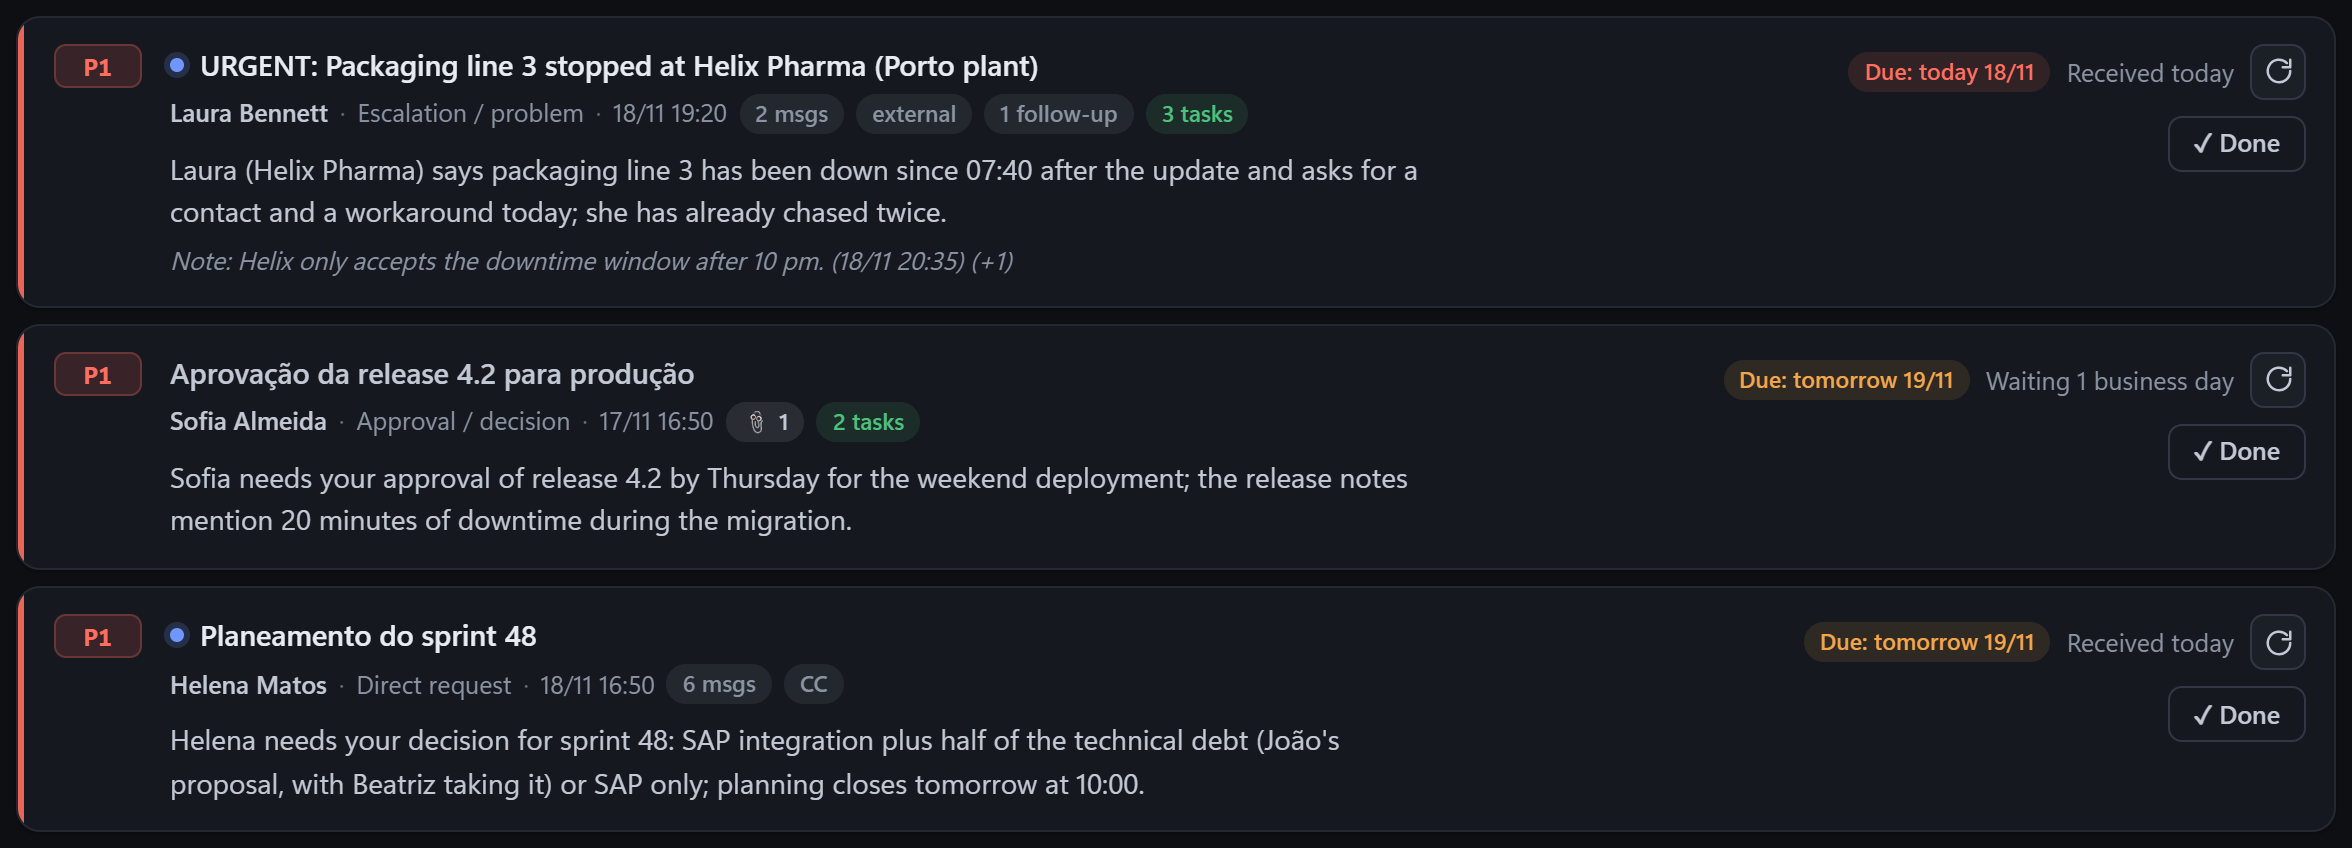 P1 URGENT: Packaging line 3 stopped at Helix Pharma (Porto plant) Due: today 18/11 Received today
Laura Bennett · Escalation / problem · 18/11 19:20 2 msgs external 1 follow-up 3 tasks
✓ Done
Laura (Helix Pharma) says packaging line 3 has been down since 07:40 after the update and asks for a
contact and a workaround today; she has already chased twice.
Note: Helix only accepts the downtime window after 10 pm. (18/11 20:35) (+1)
P1 Aprovação da release 4.2 para produção Due: tomorrow 19/11 Waiting 1 business day
Sofia Almeida · Approval / decision · 17/11 16:50 1 2 tasks
✓ Done
Sofia needs your approval of release 4.2 by Thursday for the weekend deployment; the release notes
mention 20 minutes of downtime during the migration.
P1 Planeamento do sprint 48 Due: tomorrow 19/11 Received today
Helena Matos · Direct request · 18/11 16:50 6 msgs CC
✓ Done
Helena needs your decision for sprint 48: SAP integration plus half of the technical debt (João's
proposal, with Beatriz taking it) or SAP only; planning closes tomorrow at 10:00.